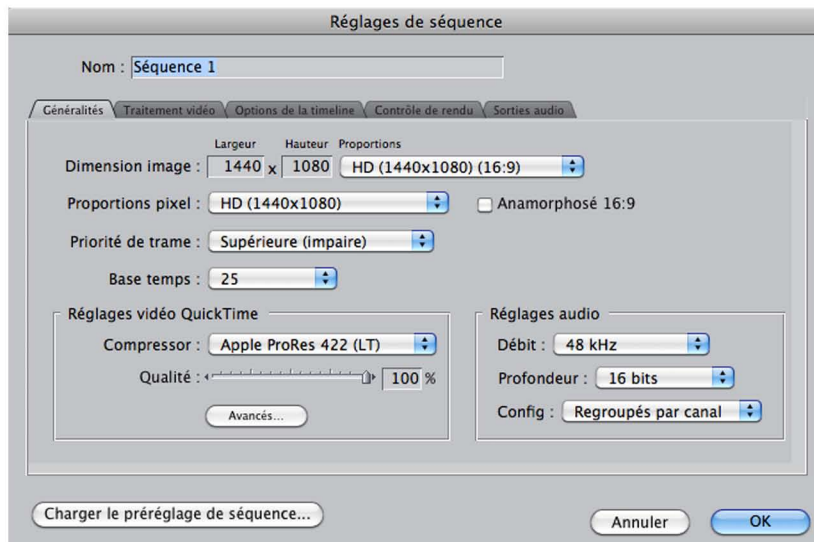 Réglages de séquence
Nom : Séquence 1
Généralités Traitement vidéo Options de la timeline Contrôle de rendu Sorties audio
Largeur Hauteur Proportions
Dimension image : 1440 x 1080 HD (1440x1080) (16:9)
Proportions pixel : HD (1440x1080) Anamorphosé 16:9
Priorité de trame : Supérieure (impaire)
Base temps : 25
Réglages vidéo QuickTime
Compressor : Apple ProRes 422 (LT)
Qualité : 100 %
Avancés...
Réglages audio
Débit : 48 kHz
Profondeur : 16 bits
Config : Regroupés par canal
Charger le préréglage de séquence...
Annuler OK